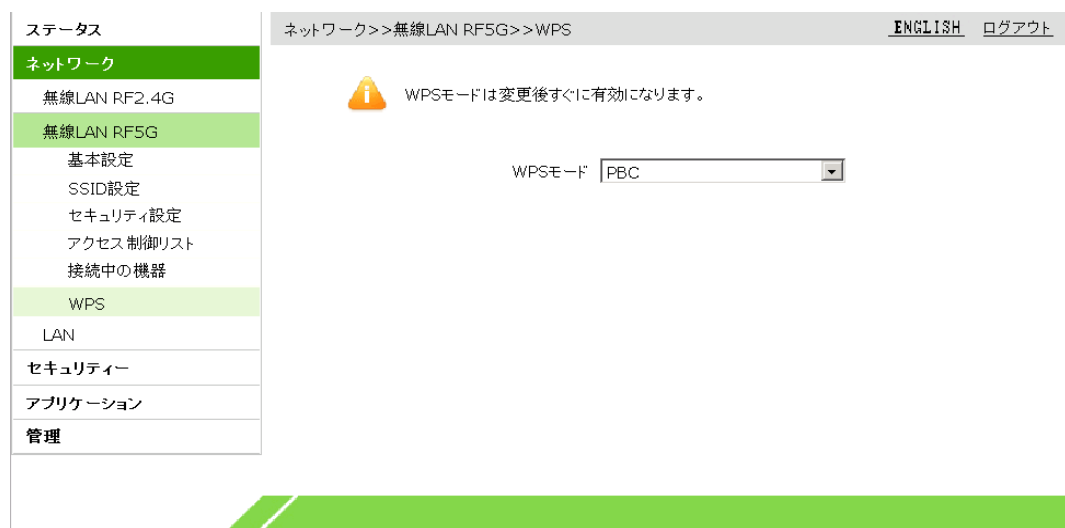 ステータス
ネットワーク>>無線LAN RF5G>>WPS
ENGLISH
ログアウト
ネットワーク
無線LAN RF2.4G
無線LAN RF5G
基本設定
SSID設定
セキュリティ設定
アクセス制御リスト
接続中の機器
WPS
LAN
セキュリティー
アプリケーション
管理
WPSモードは変更後すぐに有効になります。
WPSモード PBC